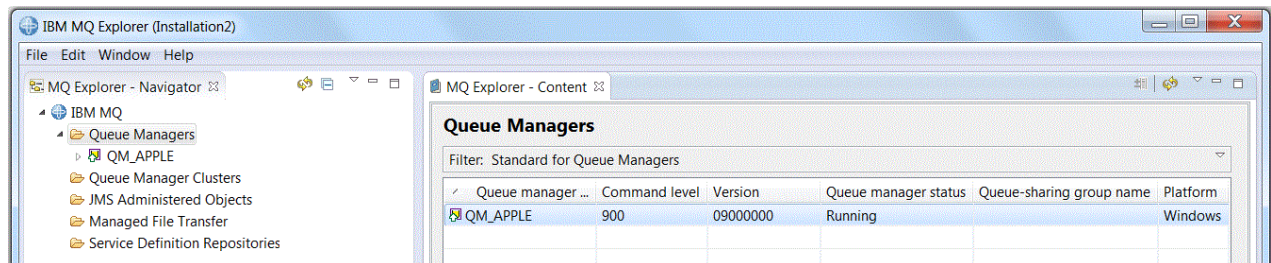 IBM MQ Explorer (Installation2)
File Edit Window Help
MQ Explorer - Navigator
IBM MQ
Queue Managers
QM_APPLE
Queue Manager Clusters
JMS Administered Objects
Managed File Transfer
Service Definition Repositories
MQ Explorer - Content
Queue Managers
Filter: Standard for Queue Managers
Queue manager ... Command level Version Queue manager status Queue-sharing group name Platform
QM_APPLE 900 09000000 Running Windows